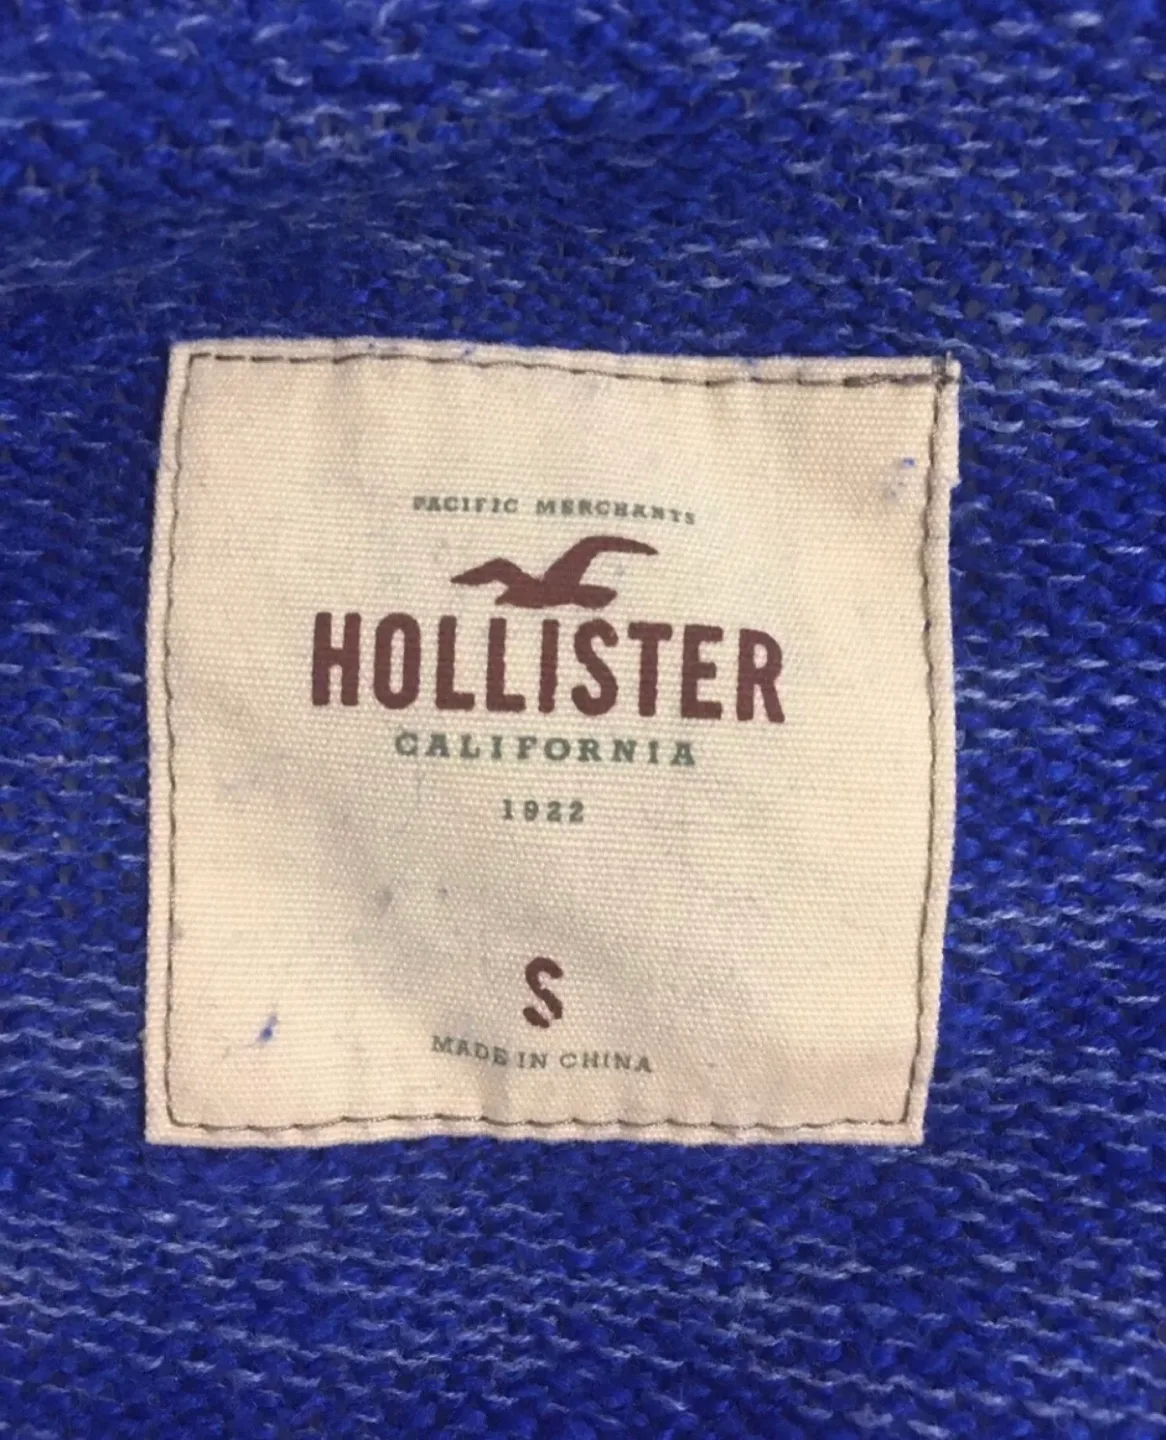 PACIFIC MERCHANTS
HOLLISTER
CALIFORNIA
1922
S
MADE IN CHINA